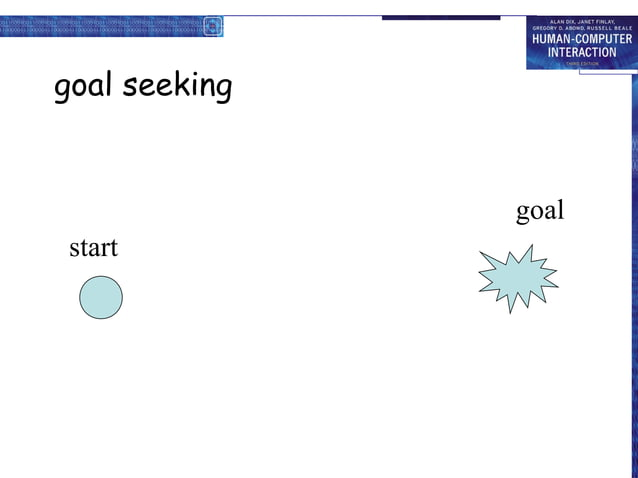 ALAN DIX, JANET FINLAY,
GREGORY D. ABOWD, RUSSELL BEALE
HUMAN-COMPUTER
INTERACTION
THIRD EDITION
goal seeking
goal
start